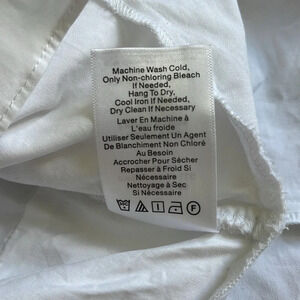 Machine Wash Cold,
Only Non-chloring Bleach
If Needed,
Hang To Dry,
Cool Iron If Needed,
Dry Clean If Necessary
Laver En Machine à
L'eau froide
Utiliser Seulement Un Agent
De Blanchiment Non Chloré
Au Besoin
Accrocher Pour Sécher
Repasser à Froid Si
Nécessaire
Nettoyage à Sec
Si Nécessaire
F